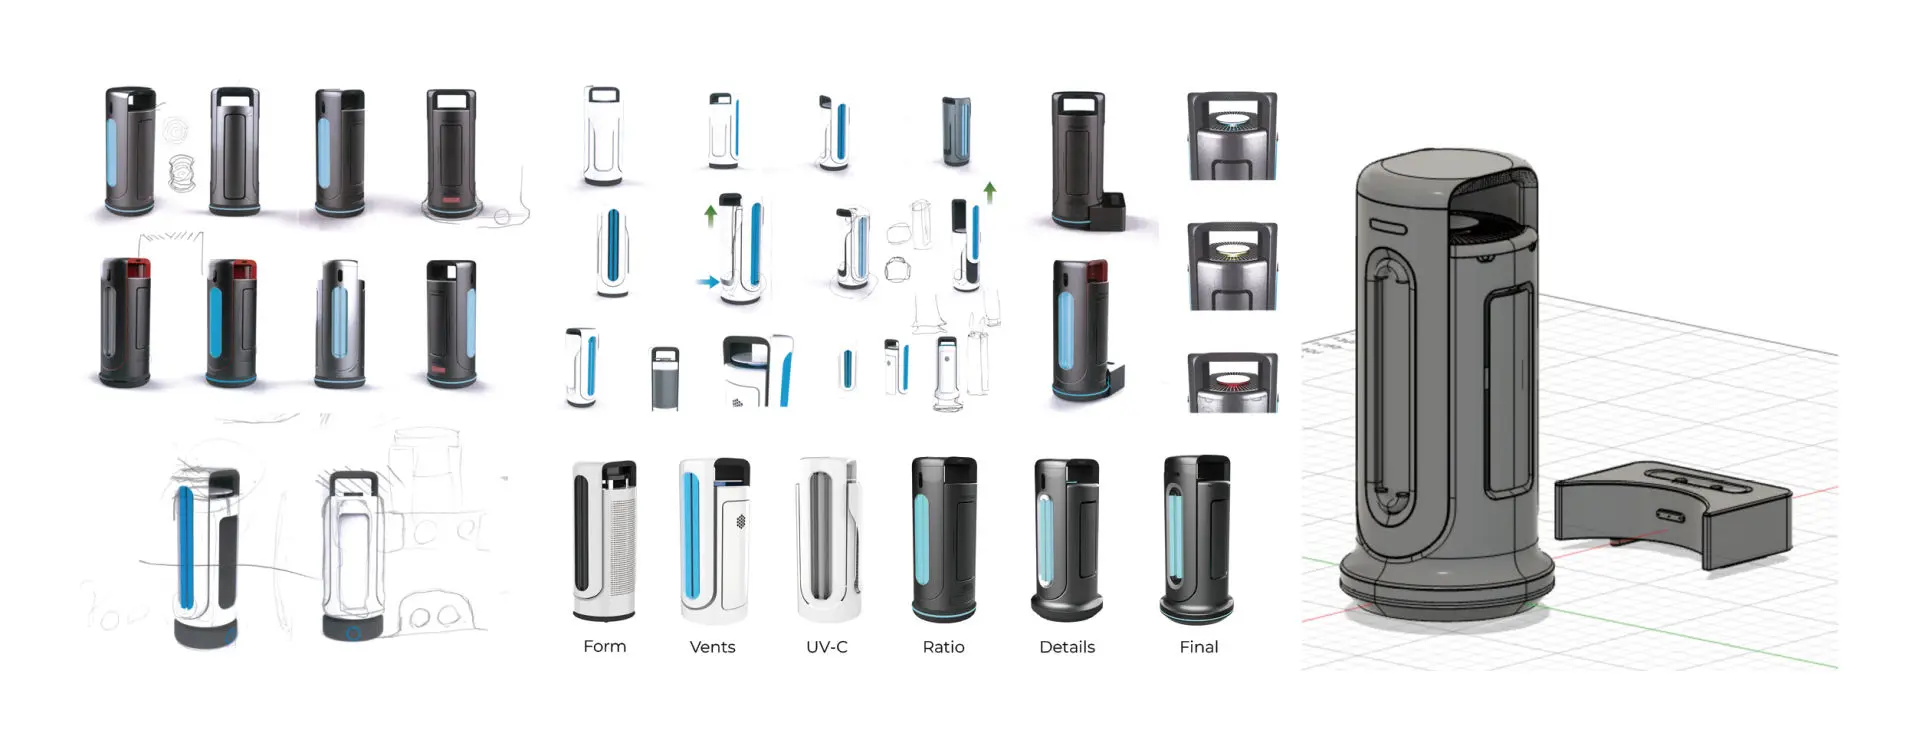 Form
Vents
UV-C
Ratio
Details
Final